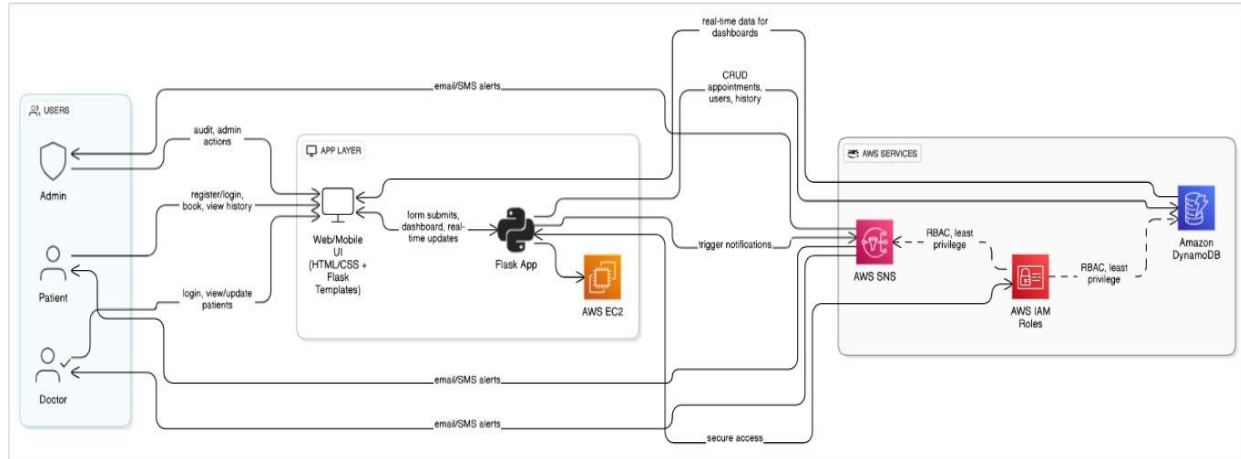 real-time data for
dashboards
CRUD
appointments,
users, history
email/SMS alerts
USERS
audit, admin
actions
Admin
register/login,
book, view history
Patient
login, view/update
patients
Doctor
APP LAYER
Web/Mobile
UI
(HTML/CSS +
Flask
Templates)
form submits,
dashboard, real-
time updates
Flask App
AWS EC2
trigger notifications
AWS SERVICES
AWS SNS
RBAC, least
privilege
AWS IAM
Roles
RBAC, least
privilege
Amazon
DynamoDB
email/SMS alerts
email/SMS alerts
secure access